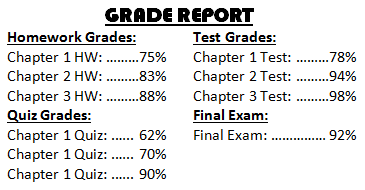 GRADE REPORT
Homework Grades:
Chapter 1 HW: .........75%
Chapter 2 HW: .........83%
Chapter 3 HW: .........88%
Quiz Grades:
Chapter 1 Quiz: ...... 62%
Chapter 1 Quiz: ...... 70%
Chapter 1 Quiz: ...... 90%
Test Grades:
Chapter 1 Test: .........78%
Chapter 2 Test: .........94%
Chapter 3 Test: .........98%
Final Exam:
Final Exam: ............... 92%